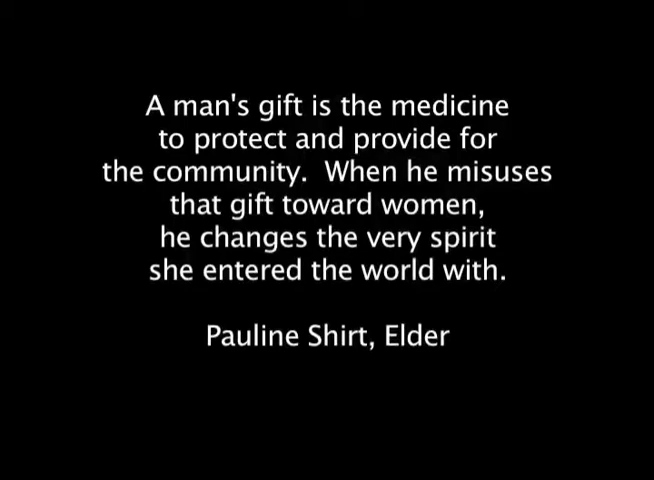 A man's gift is the medicine
to protect and provide for
the community.  When he misuses
that gift toward women,
he changes the very spirit
she entered the world with.
Pauline Shirt, Elder